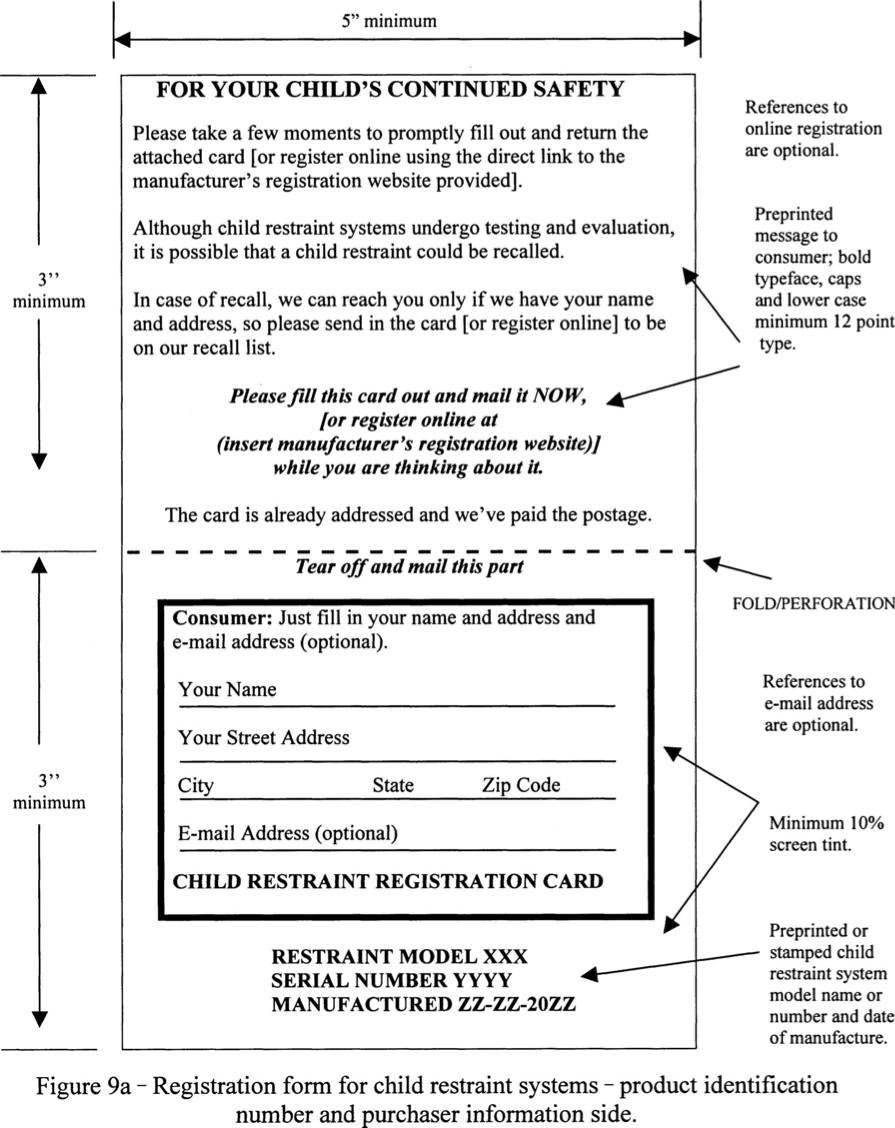 5” minimum
FOR YOUR CHILD’S CONTINUED SAFETY
Please take a few moments to promptly fill out and return the
attached card [or register online using the direct link to the
manufacturer’s registration website provided].
Although child restraint systems undergo testing and evaluation,
it is possible that a child restraint could be recalled.
In case of recall, we can reach you only if we have your name
and address, so please send in the card [or register online] to be
on our recall list.
Please fill this card out and mail it NOW,
[or register online at
(insert manufacturer’s registration website)]
while you are thinking about it.
The card is already addressed and we’ve paid the postage.
3’’
minimum
References to
online registration
are optional.
Preprinted
message to
consumer; bold
typeface, caps
and lower case
minimum 12 point
type.
Tear off and mail this part
FOLD/PERFORATION
Consumer: Just fill in your name and address and
e-mail address (optional).
Your Name
Your Street Address
City State Zip Code
E-mail Address (optional)
CHILD RESTRAINT REGISTRATION CARD
RESTRAINT MODEL XXX
SERIAL NUMBER YYYY
MANUFACTURED ZZ-ZZ-20ZZ
3’’
minimum
References to
e-mail address
are optional.
Minimum 10%
screen tint.
Preprinted or
stamped child
restraint system
model name or
number and date
of manufacture.
Figure 9a – Registration form for child restraint systems – product identification
number and purchaser information side.